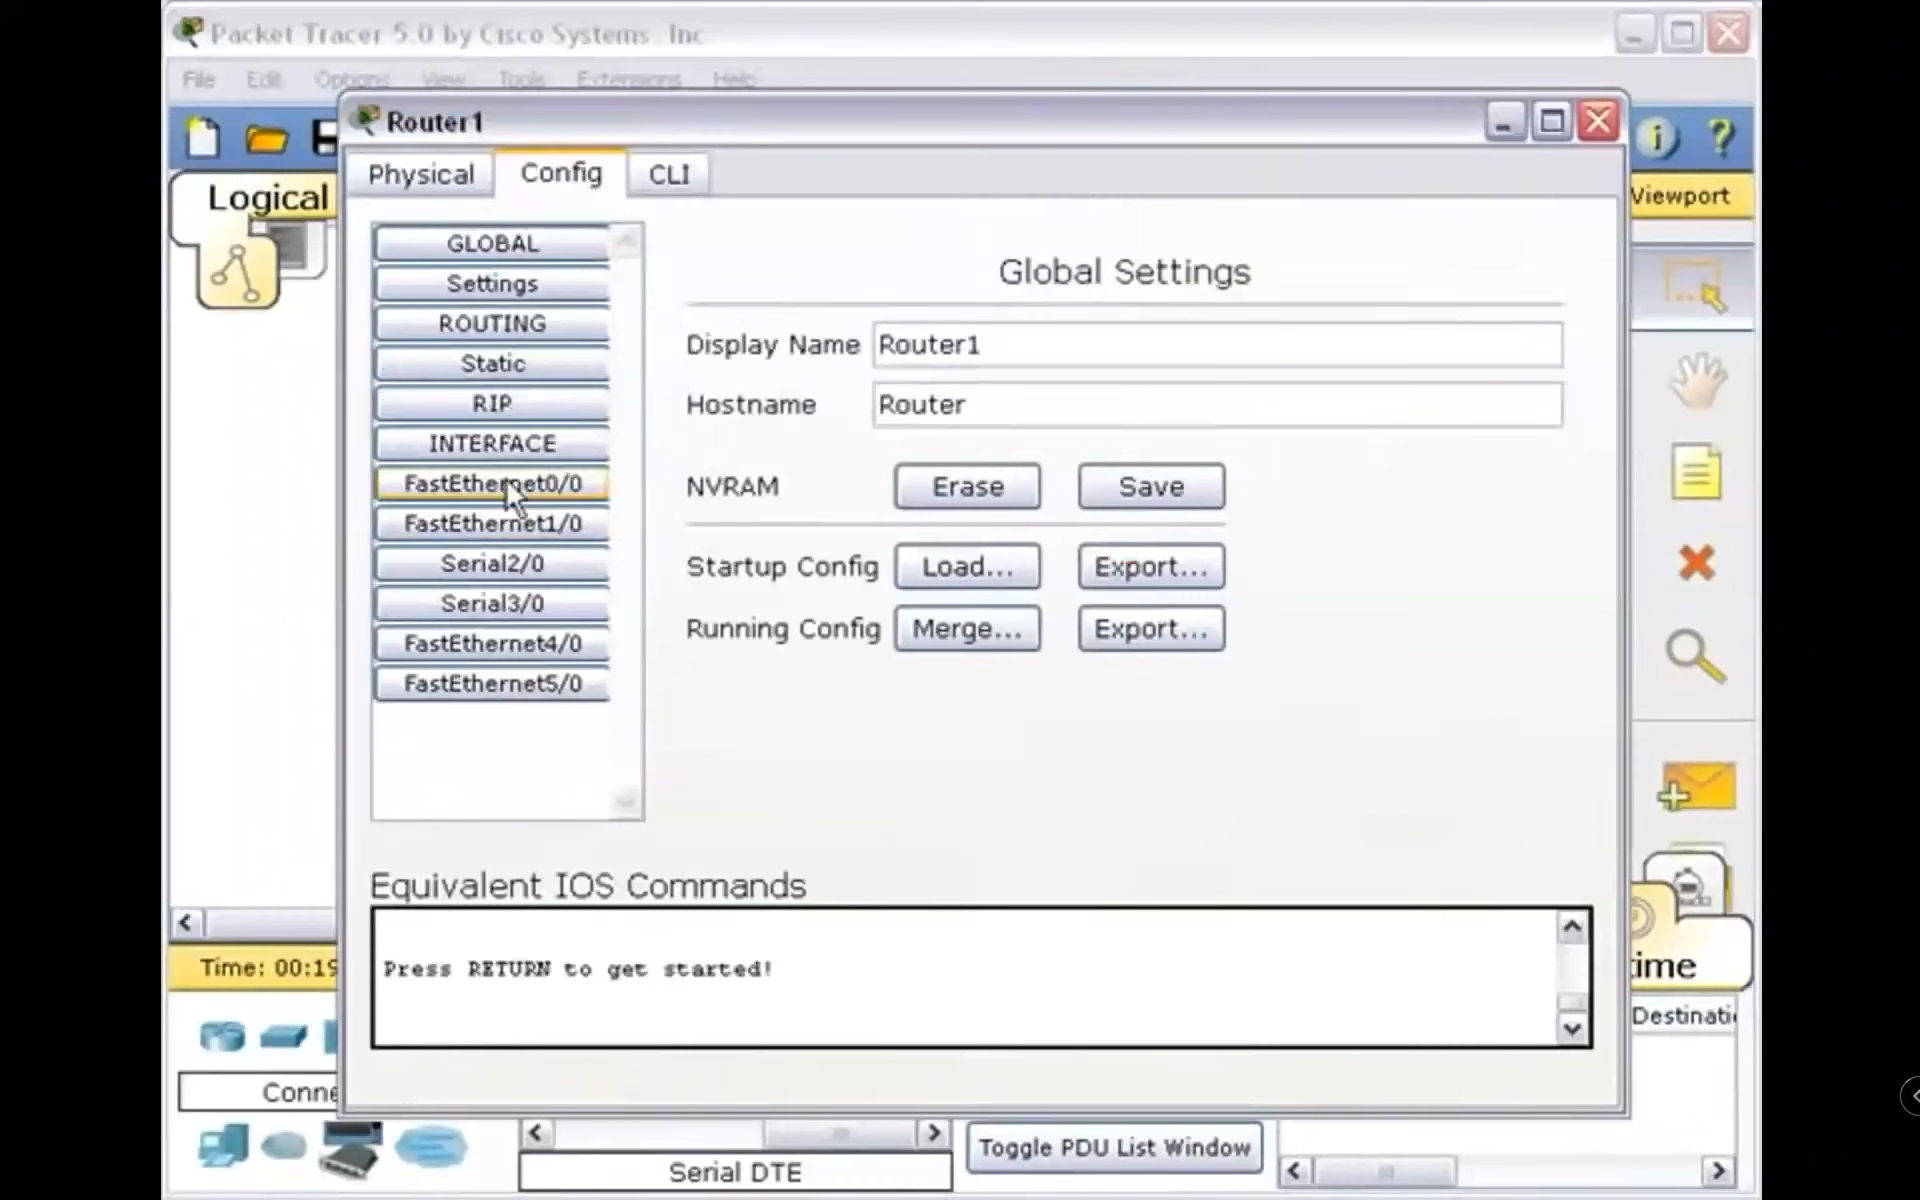 Packet Tracer 5.0 by Cisco Systems, Inc
File Edit Options View Tools Extensions Help
Router1
Physical Config CLI
Logical
Viewport
GLOBAL
Settings
ROUTING
Static
RIP
INTERFACE
FastEthernet0/0
FastEthernet1/0
Serial2/0
Serial3/0
FastEthernet4/0
FastEthernet5/0
Global Settings
Display Name Router1
Hostname Router
NVRAM Erase Save
Startup Config Load... Export...
Running Config Merge... Export...
Equivalent IOS Commands
Press RETURN to get started!
Time: 00:19
time
Destinati
Conne
Toggle PDU List Window
Serial DTE